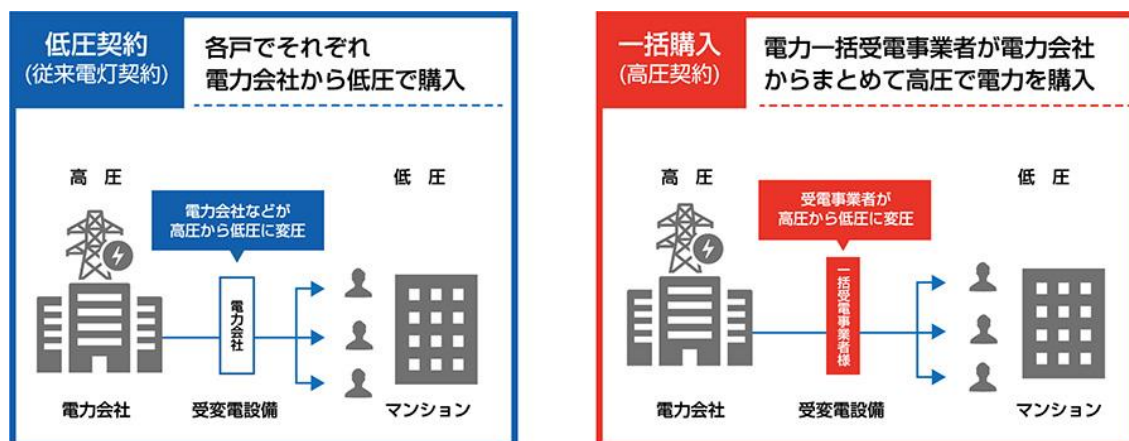 低圧契約
(従来電灯契約)
各戸でそれぞれ
電力会社から低圧で購入
高 圧
低 圧
電力会社などが
高圧から低圧に変圧
電力会社
電力会社
受変電設備
マンション
一括購入
(高圧契約)
電力一括受電事業者が電力会社
からまとめて高圧で電力を購入
高 圧
低 圧
受電事業者が
高圧から低圧に変圧
一括受電事業者様
電力会社
受変電設備
マンション